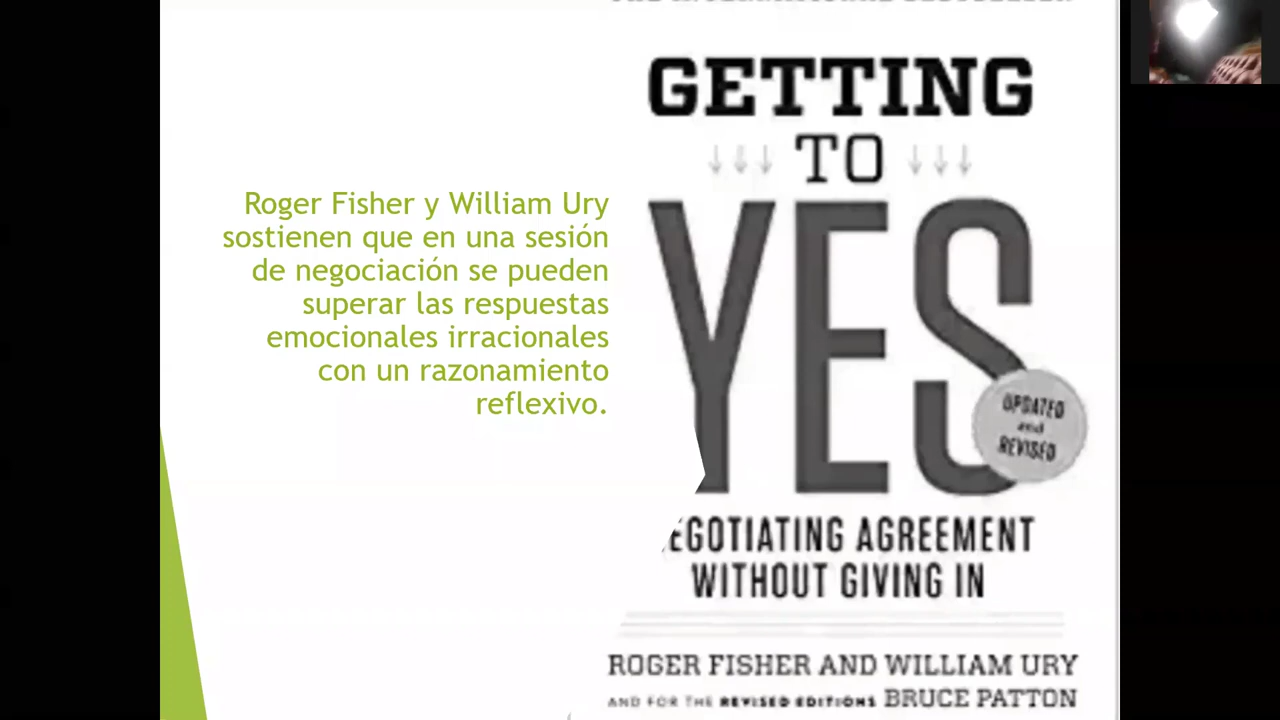 Roger Fisher y William Ury
sostienen que en una sesión
de negociación se pueden
superar las respuestas
emocionales irracionales
con un razonamiento
reflexivo.
GETTING
TO
YES
UPDATED
and
REVISED
EGOTIATING AGREEMENT
WITHOUT GIVING IN
ROGER FISHER AND WILLIAM URY
AND FOR THE REVISED EDITIONS BRUCE PATTON